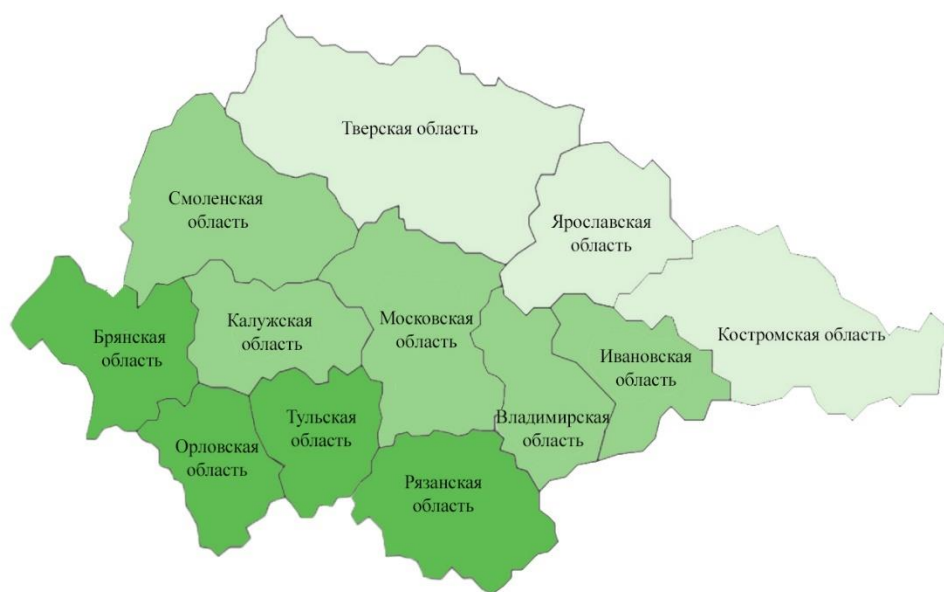 Тверская область
Смоленская
область
Ярославская
область
Брянская
область
Калужская
область
Московская
область
Ивановская
область
Костромская область
Владимирская
область
Тульская
область
Орловская
область
Рязанская
область